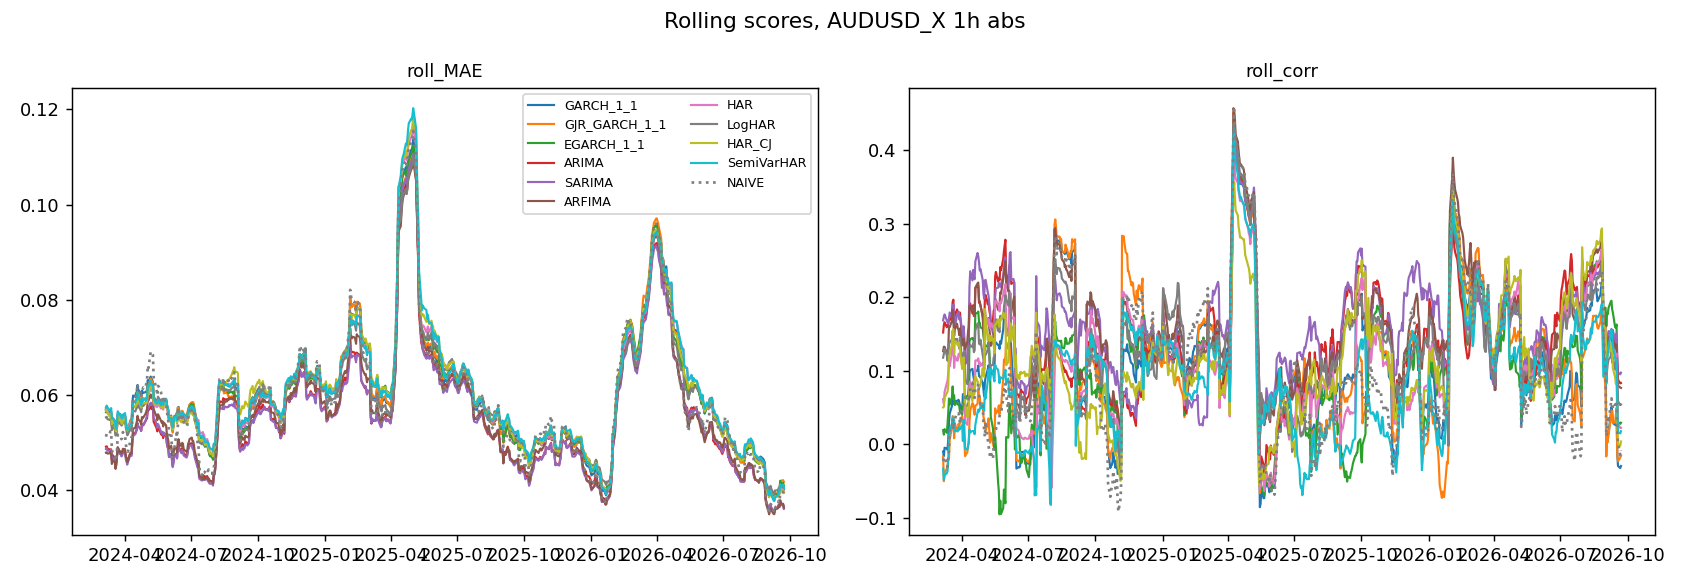 Rolling scores, AUDUSD_X 1h abs
roll_MAE
0.12
0.10
0.08
0.06
0.04
GARCH_1_1
GJR_GARCH_1_1
EGARCH_1_1
ARIMA
SARIMA
ARFIMA
HAR
LogHAR
HAR_CJ
SemiVarHAR
NAIVE
2024-04
2024-07
2024-10
2025-01
2025-04
2025-07
2025-10
2026-01
2026-04
2026-07
2026-10
roll_corr
0.4
0.3
0.2
0.1
0.0
−0.1
2024-04
2024-07
2024-10
2025-01
2025-04
2025-07
2025-10
2026-01
2026-04
2026-07
2026-10